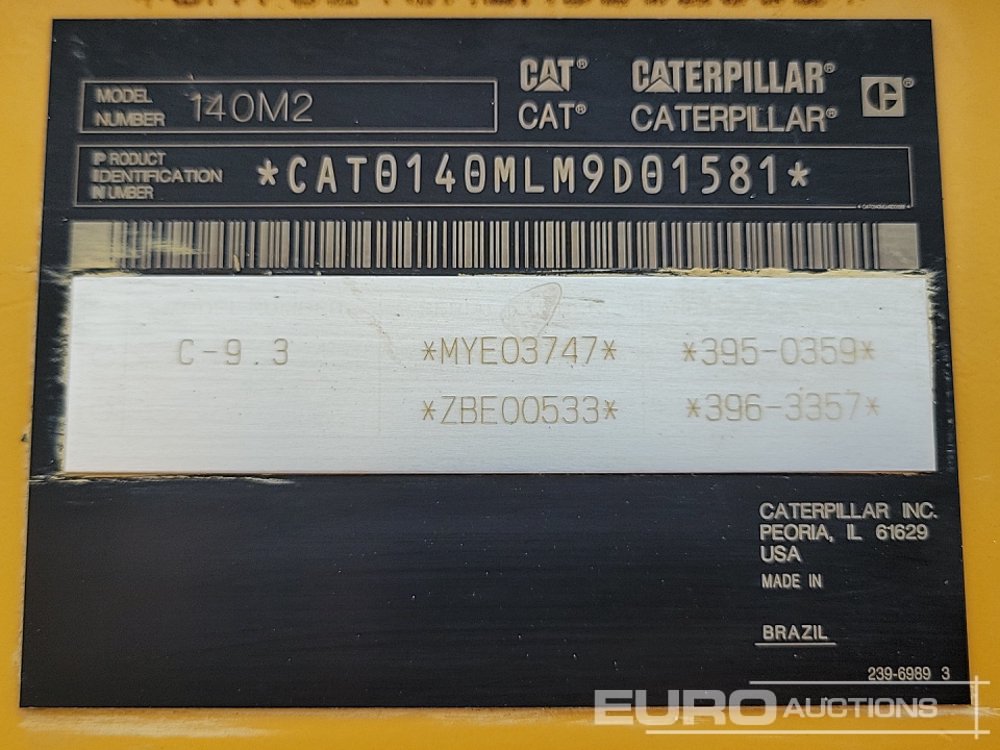 CAT® CATERPILLAR®
MODEL NUMBER 140M2
CAT® CATERPILLAR®
PRODUCT IDENTIFICATION NUMBER *CAT0140MLM9D01581*
C-9.3 *MYE03747* *395-0359*
*ZBE00533* *396-3357*
CATERPILLAR INC.
PEORIA, IL 61629
USA
MADE IN
BRAZIL
239-6989 3
EURO AUCTIONS